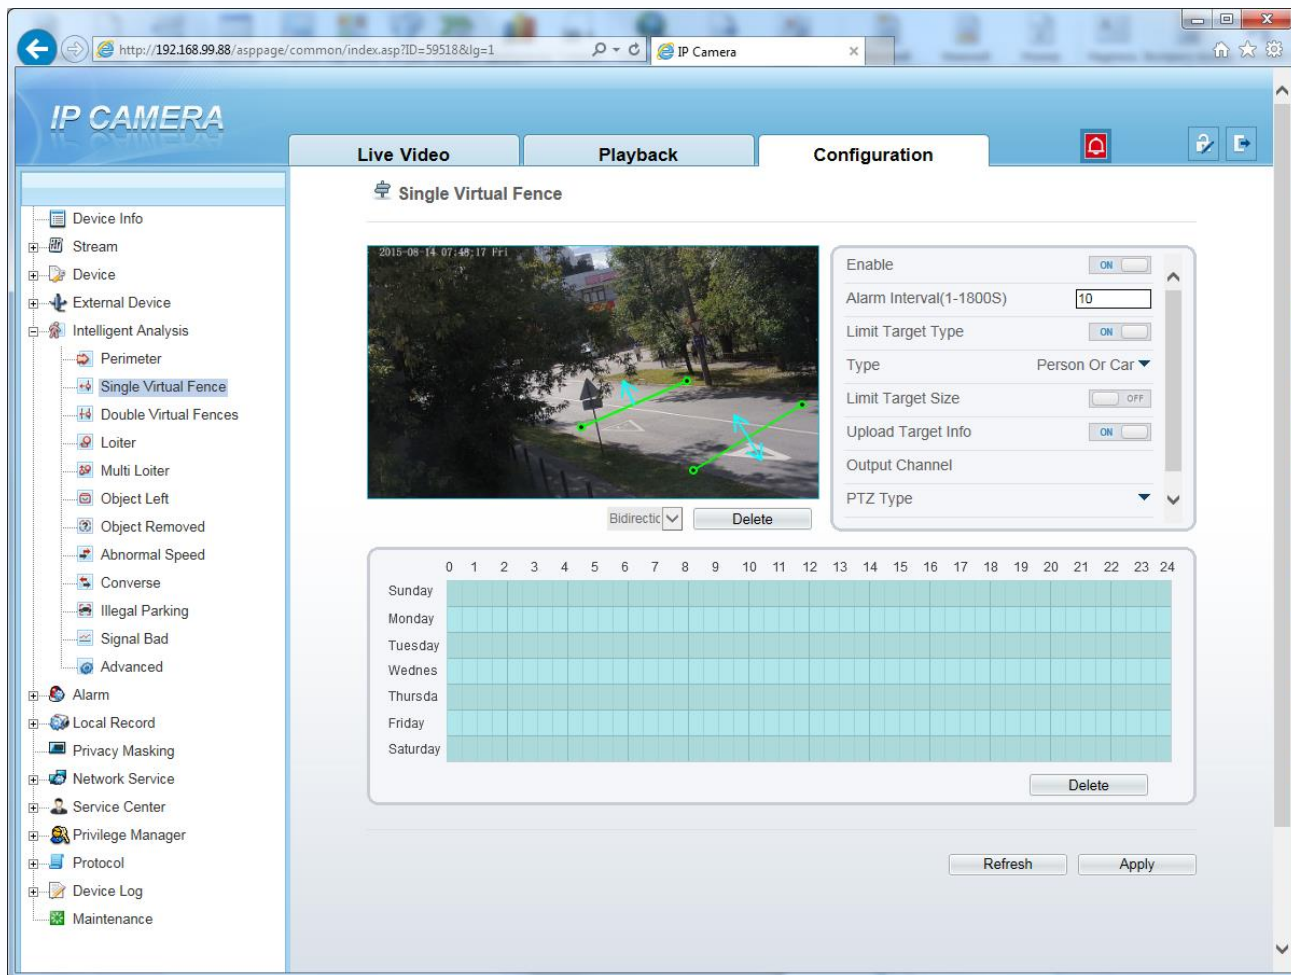 http://192.168.99.88/asppage/common/index.asp?ID=59518&lg=1
IP Camera
IP CAMERA
Live Video
Playback
Configuration
Single Virtual Fence
Device Info
Stream
Device
External Device
Intelligent Analysis
Perimeter
Single Virtual Fence
Double Virtual Fences
Loiter
Multi Loiter
Object Left
Object Removed
Abnormal Speed
Converse
Illegal Parking
Signal Bad
Advanced
Alarm
Local Record
Privacy Masking
Network Service
Service Center
Privilege Manager
Protocol
Device Log
Maintenance
2015-08-14 07:48:17 Fri
Bidirectic
Delete
Enable ON
Alarm Interval(1-1800S) 10
Limit Target Type ON
Type Person Or Car
Limit Target Size OFF
Upload Target Info ON
Output Channel
PTZ Type
0 1 2 3 4 5 6 7 8 9 10 11 12 13 14 15 16 17 18 19 20 21 22 23 24
Sunday
Monday
Tuesday
Wednes
Thursda
Friday
Saturday
Delete
Refresh
Apply